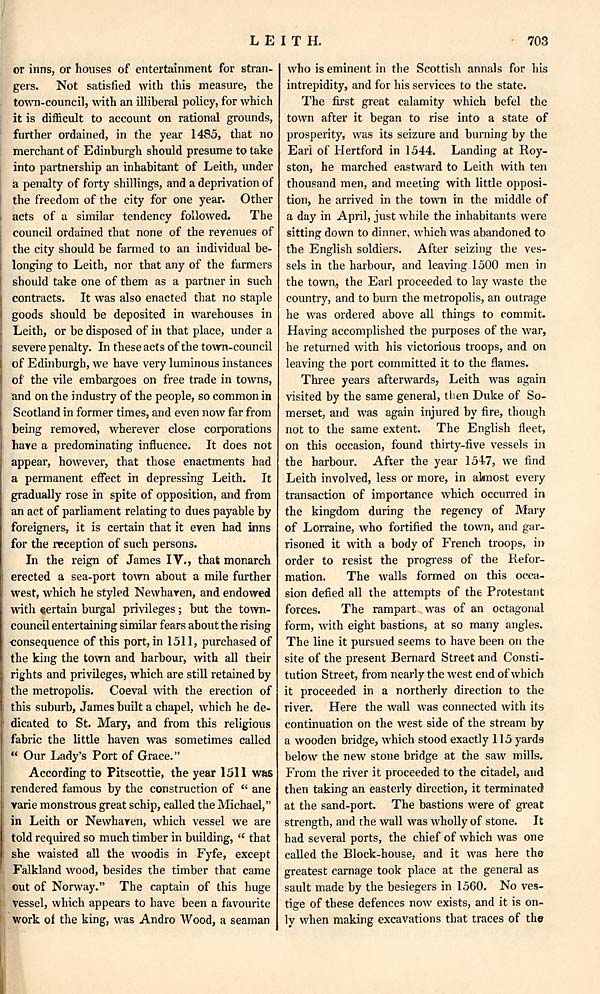 LEITH. 703
or inns, or houses of entertainment for stran-
gers. Not satisfied with this measure, the
town-council, with an illiberal policy, for which
it is difficult to account on rational grounds,
further ordained, in the year 1485, that no
merchant of Edinburgh should presume to take
into partnership an inhabitant of Leith, under
a penalty of forty shillings, and a deprivation of
the freedom of the city for one year. Other
acts of a similar tendency followed. The
council ordained that none of the revenues of
the city should be farmed to an individual be-
longing to Leith, nor that any of the farmers
should take one of them as a partner in such
contracts. It was also enacted that no staple
goods should be deposited in warehouses in
Leith, or be disposed of in that place, under a
severe penalty. In these acts of the town-council
of Edinburgh, we have very luminous instances
of the vile embargoes on free trade in towns,
and on the industry of the people, so common in
Scotland in former times, and even now far from
being removed, wherever close corporations
have a predominating influence. It does not
appear, however, that those enactments had
a permanent effect in depressing Leith. It
gradually rose in spite of opposition, and from
an act of parliament relating to dues payable by
foreigners, it is certain that it even had inns
for the reception of such persons.
In the reign of James IV., that monarch
erected a sea-port town about a mile further
west, which he styled Newhaven, and endowed
with certain burgal privileges; but the town-
council entertaining similar fears about the rising
consequence of this port, in 1511, purchased of
the king the town and harbour, with all their
rights and privileges, which are still retained by
the metropolis. Coeval with the erection of
this suburb, James built a chapel, which he de-
dicated to St. Mary, and from this religious
fabric the little haven was sometimes called
“ Our Lady's Port of Grace.”
According to Pitscottie, the year 1511 was
rendered famous by the construction of “ ane
varie monstrous great schip, called the Michael,”
in Leith or Newhaven, which vessel we are
told required so much timber in building, “ that
she waisted all the woodis in Fyfe, except
Falkland wood, besides the timber that came
out of Norway.” The captain of this huge
vessel, which appears to have been a favourite
work of the king, was Andro Wood, a seaman
who is eminent in the Scottish annals for his
intrepidity, and for his services to the state.
The first great calamity which befel the
town after it began to rise into a state of
prosperity, was its seizure and burning by the
Earl of Hertford in 1544. Landing at Roy-
ston, he marched eastward to Leith with ten
thousand men, and meeting with little opposi-
tion, he arrived in the town in the middle of
a day in April, just while the inhabitants were
sitting down to dinner, which was abandoned to
the English soldiers. After seizing the ves-
sels in the harbour, and leaving 1500 men in
the town, the Earl proceeded to lay waste the
country, and to burn the metropolis, an outrage
he was ordered above all things to commit.
Having accomplished the purposes of the war,
he returned with his victorious troops, and on
leaving the port committed it to the flames.
Three years afterwards, Leith was again
visited by the same general, then Duke of So-
merset, and was again injured by fire, though
not to the same extent. The English fleet,
on this occasion, found thirty-five vessels in
the harbour. After the year 1547, we find
Leith involved, less or more, in almost every
transaction of importance which occurred in
the kingdom during the regency of Mary
of Lorraine, who fortified the town, and gar-
risoned it with a body of French troops, in
order to resist the progress of the Refor-
mation. The walls formed on this occa-
sion defied all the attempts of the Protestant
forces. The rampart was of an octagonal
form, with eight bastions, at so many angles.
The line it pursued seems to have been on the
site of the present Bernard Street and Consti-
tution Street, from nearly the west end of which
it proceeded in a northerly direction to the
river. Here the wall was connected with its
continuation on the west side of the stream by
a wooden bridge, which stood exactly 115 yards
below the new stone bridge at the saw mills.
From the river it proceeded to the citadel, and
then taking an easterly direction, it terminated
at the sand-port. The bastions were of great
strength, and the wall was wholly of stone. It
had several ports, the chief of which was one
called the Block-house, and it was here the
greatest carnage took place at the general as
sault made by the besiegers in 1560. No ves-
tige of these defences now exists, and it is on-
ly when making excavations that traces of the